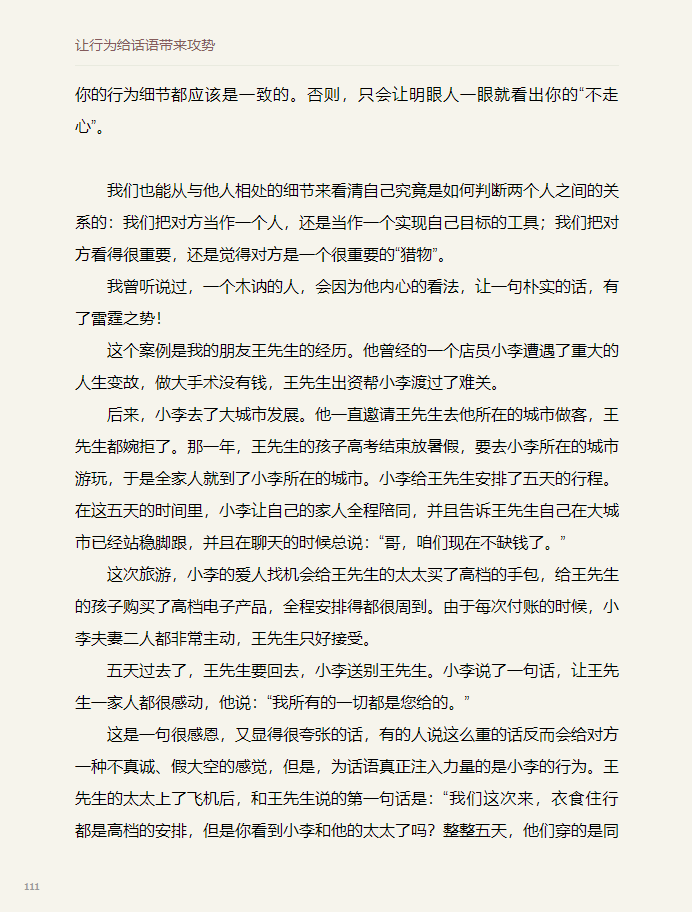 让行为给话语带来攻势
你的行为细节都应该是一致的。否则，只会让明眼人一眼就看出你的“不走
心”。
我们也能从与他人相处的细节来看清自己究竟是如何判断两个人之间的关
系的：我们把对方当作一个人，还是当作一个实现自己目标的工具；我们把对
方看得很重要，还是觉得对方是一个很重要的“猎物”。
我曾听说过，一个木讷的人，会因为他内心的看法，让一句朴实的话，有
了雷霆之势！
这个案例是我的朋友王先生的经历。他曾经的一个店员小李遭遇了重大的
人生变故，做大手术没有钱，王先生出资帮小李渡过了难关。
后来，小李去了大城市发展。他一直邀请王先生去他所在的城市做客，王
先生都婉拒了。那一年，王先生的孩子高考结束放暑假，要去小李所在的城市
游玩，于是全家人就到了小李所在的城市。小李给王先生安排了五天的行程。
在这五天的时间里，小李让自己的家人全程陪同，并且告诉王先生自己在大城
市已经站稳脚跟，并且在聊天的时候总说：“哥，咱们现在不缺钱了。”
这次旅游，小李的爱人找机会给王先生的太太买了高档的手包，给王先生
的孩子购买了高档电子产品，全程安排得都很周到。由于每次付账的时候，小
李夫妻二人都非常主动，王先生只好接受。
五天过去了，王先生要回去，小李送别王先生。小李说了一句话，让王先
生一家人都很感动，他说：“我所有的一切都是您给的。”
这是一句很感恩，又显得很夸张的话，有的人说这么重的话反而会给对方
一种不真诚、假大空的感觉，但是，为话语真正注入力量的是小李的行为。王
先生的太太上了飞机后，和王先生说的第一句话是：“我们这次来，衣食住行
都是高档的安排，但是你看到小李和他的太太了吗？整整五天，他们穿的是同
111